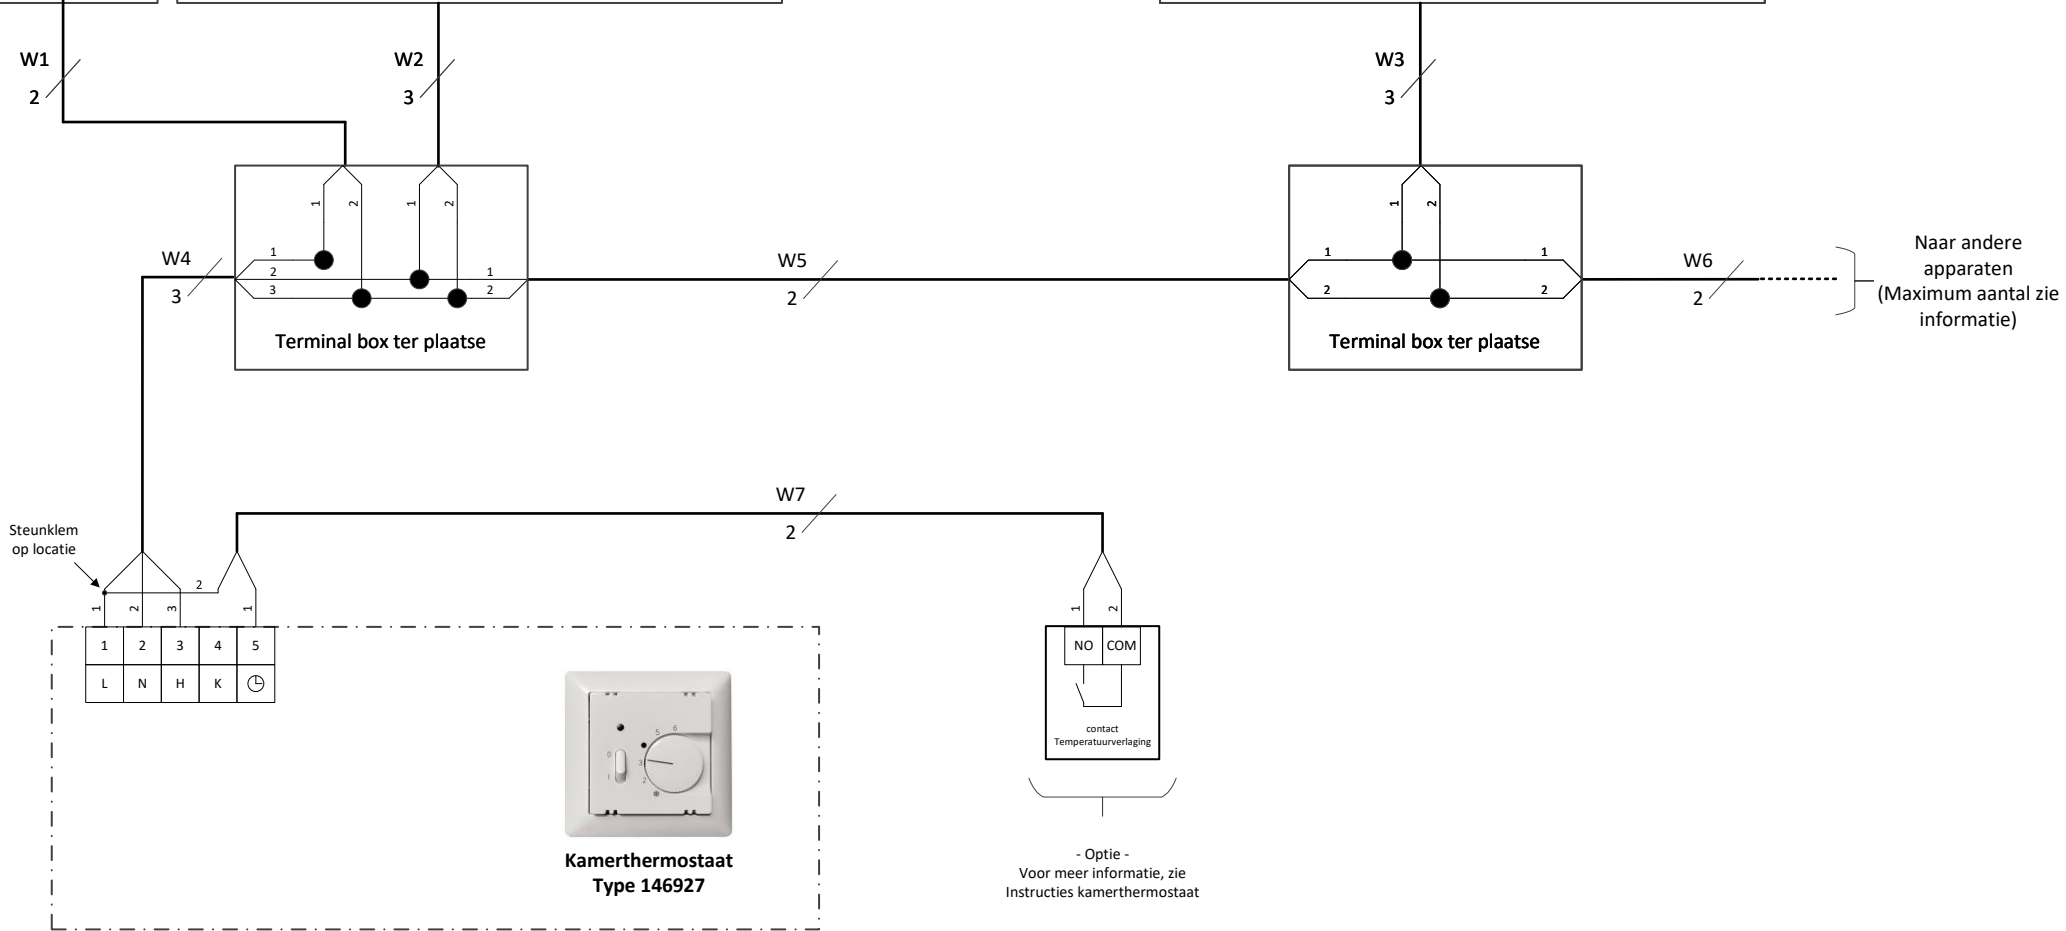 W1
2
W2
3
W3
3
1
2
1
2
1
2
W4
3
1
2
3
1
2
Terminal box ter plaatse
W5
2
1
2
1
2
Terminal box ter plaatse
W6
2
Naar andere
apparaten
(Maximum aantal zie
informatie)
W7
2
Steunklem
op locatie
2
1
2
3
1
1 2 3 4 5
L N H K
1
2
NO COM
contact
Temperatuurverlaging
6
5
3
2
0
I
Kamerthermostaat
Type 146927
- Optie -
Voor meer informatie, zie
Instructies kamerthermostaat